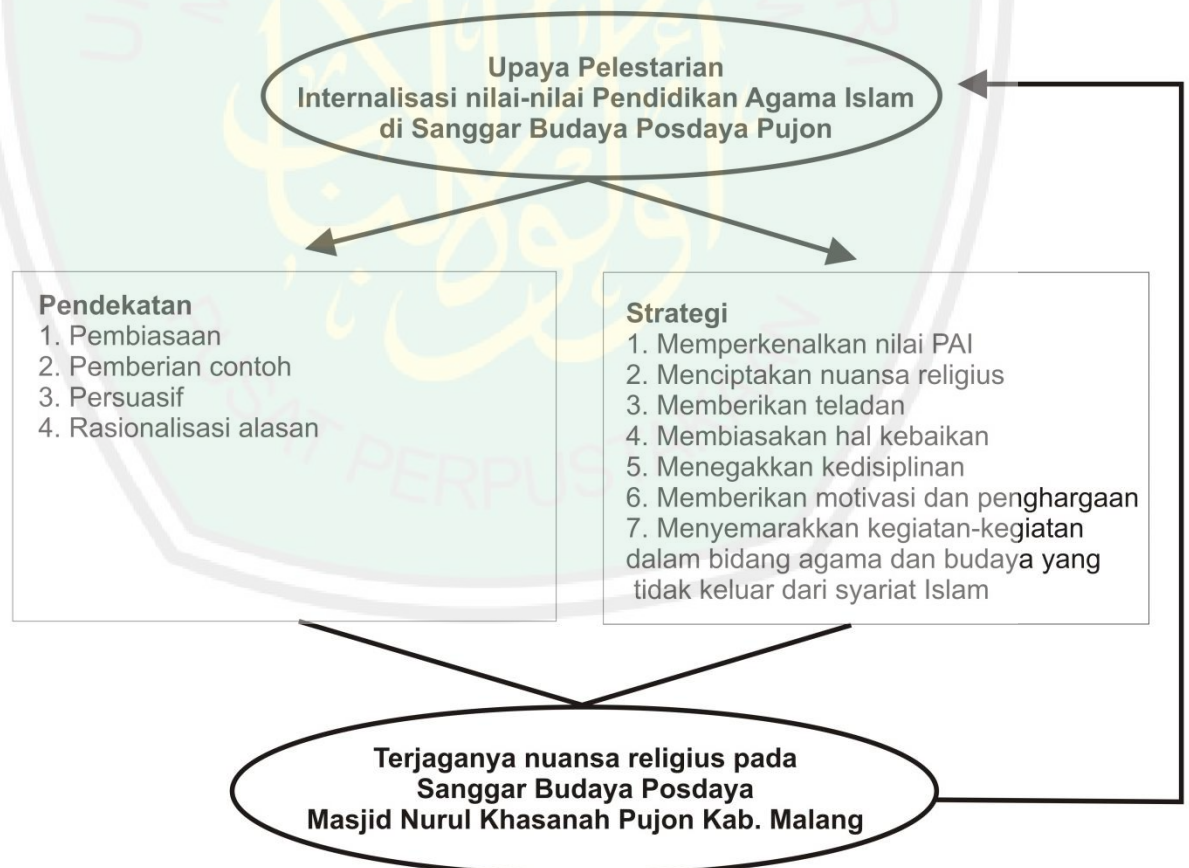 Upaya Pelestarian
Internalisasi nilai-nilai Pendidikan Agama Islam
di Sanggar Budaya Posdaya Pujon
Pendekatan
1. Pembiasaan
2. Pemberian contoh
3. Persuasif
4. Rasionalisasi alasan
Strategi
1. Memperkenalkan nilai PAI
2. Menciptakan nuansa religius
3. Memberikan teladan
4. Membiasakan hal kebaikan
5. Menegakkan kedisiplinan
6. Memberikan motivasi dan penghargaan
7. Menyemarakkan kegiatan-kegiatan
dalam bidang agama dan budaya yang
tidak keluar dari syariat Islam
Terjaganya nuansa religius pada
Sanggar Budaya Posdaya
Masjid Nurul Khasanah Pujon Kab. Malang